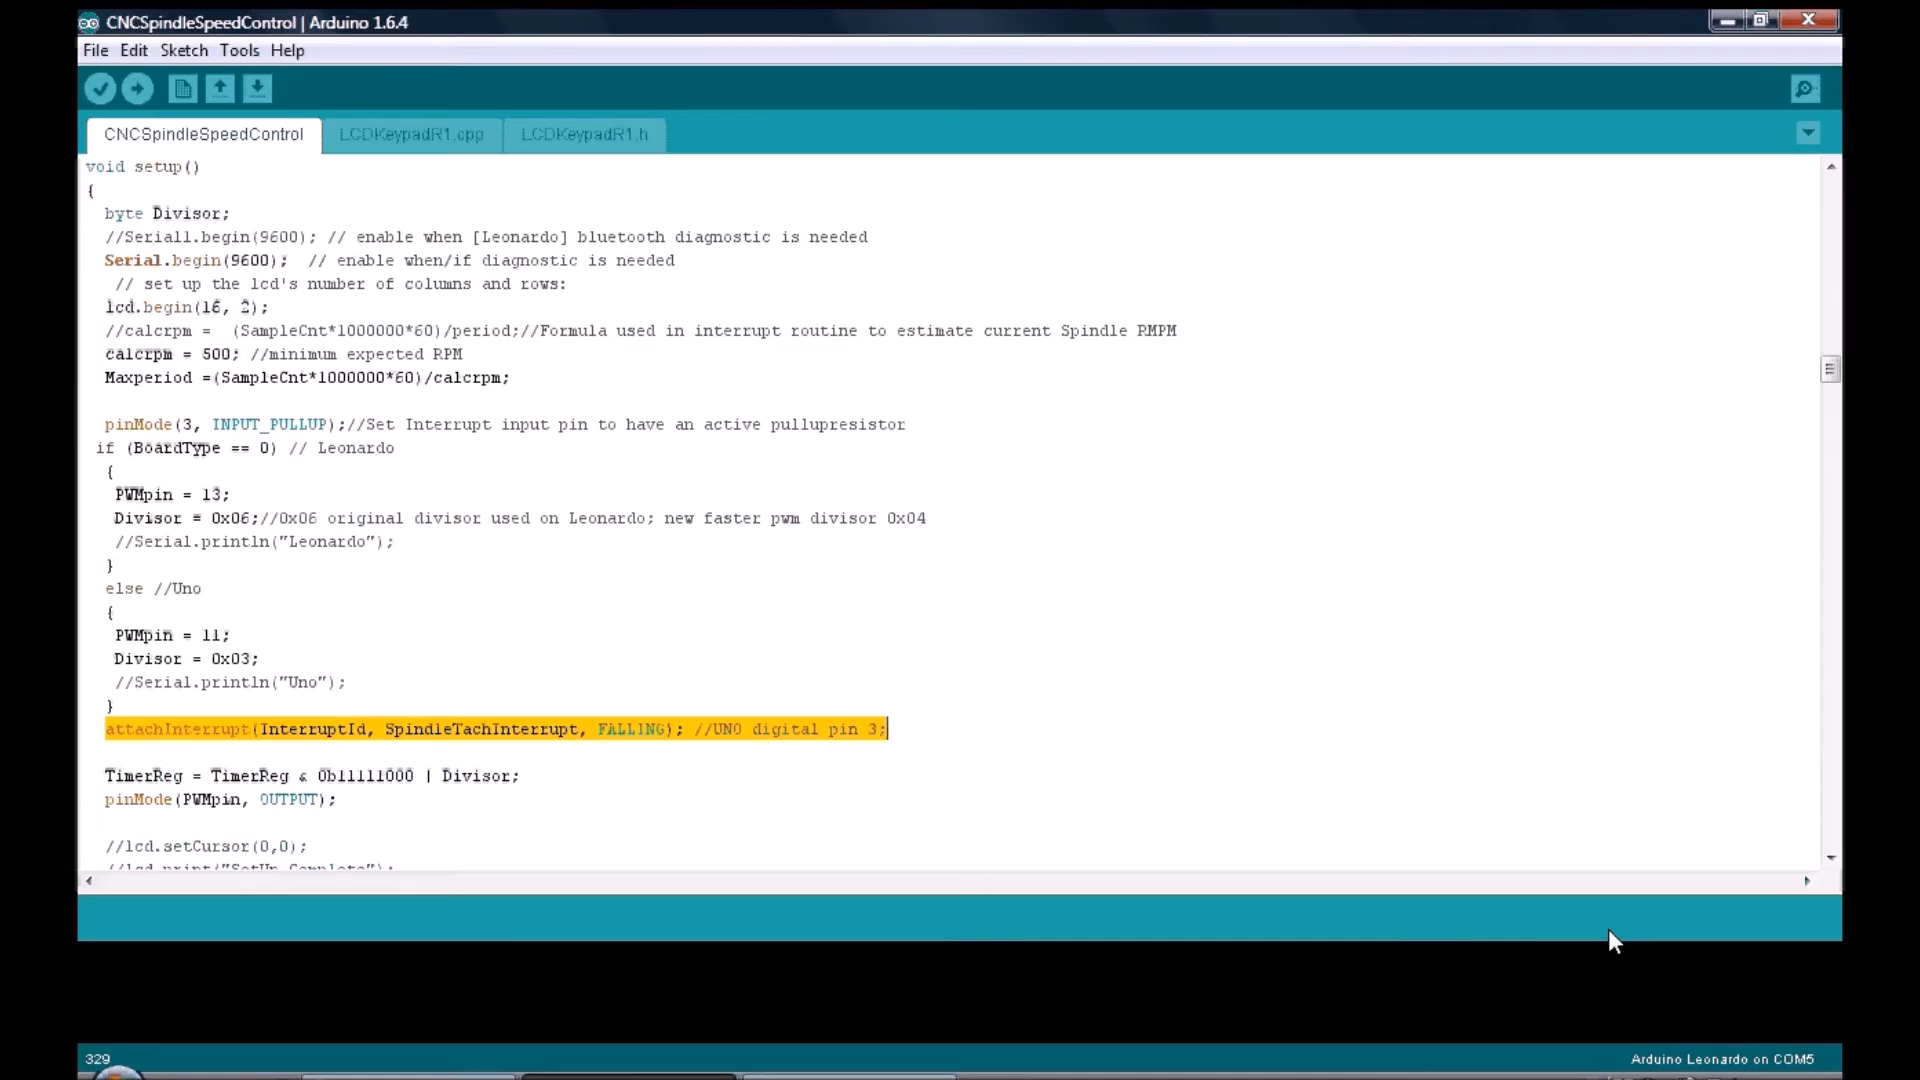 CNCSpindleSpeedControl | Arduino 1.6.4
File Edit Sketch Tools Help
CNCSpindleSpeedControl LCDKeypadR1.cpp LCDKeypadR1.h
void setup()
{
byte Divisor;
//Serial1.begin(9600); // enable when [Leonardo] bluetooth diagnostic is needed
Serial.begin(9600);  // enable when/if diagnostic is needed
// set up the lcd's number of columns and rows:
lcd.begin(16, 2);
//calcrpm =  (SampleCnt*1000000*60)/period;//Formula used in interrupt routine to estimate current Spindle RMPM
calcrpm = 500; //minimum expected RPM
Maxperiod =(SampleCnt*1000000*60)/calcrpm;
pinMode(3, INPUT_PULLUP);//Set Interrupt input pin to have an active pullupresistor
if (BoardType == 0) // Leonardo
{
PWMpin = 13;
Divisor = 0x06;//0x06 original divisor used on Leonardo; new faster pwm divisor 0x04
//Serial.println("Leonardo");
}
else //Uno
{
PWMpin = 11;
Divisor = 0x03;
//Serial.println("Uno");
}
attachInterrupt(InterruptId, SpindleTachInterrupt, FALLING); //UNO digital pin 3;
TimerReg = TimerReg & 0b11111000 | Divisor;
pinMode(PWMpin, OUTPUT);
//lcd.setCursor(0,0);
//lcd.print("SetUp Complete");
329
Arduino Leonardo on COM5